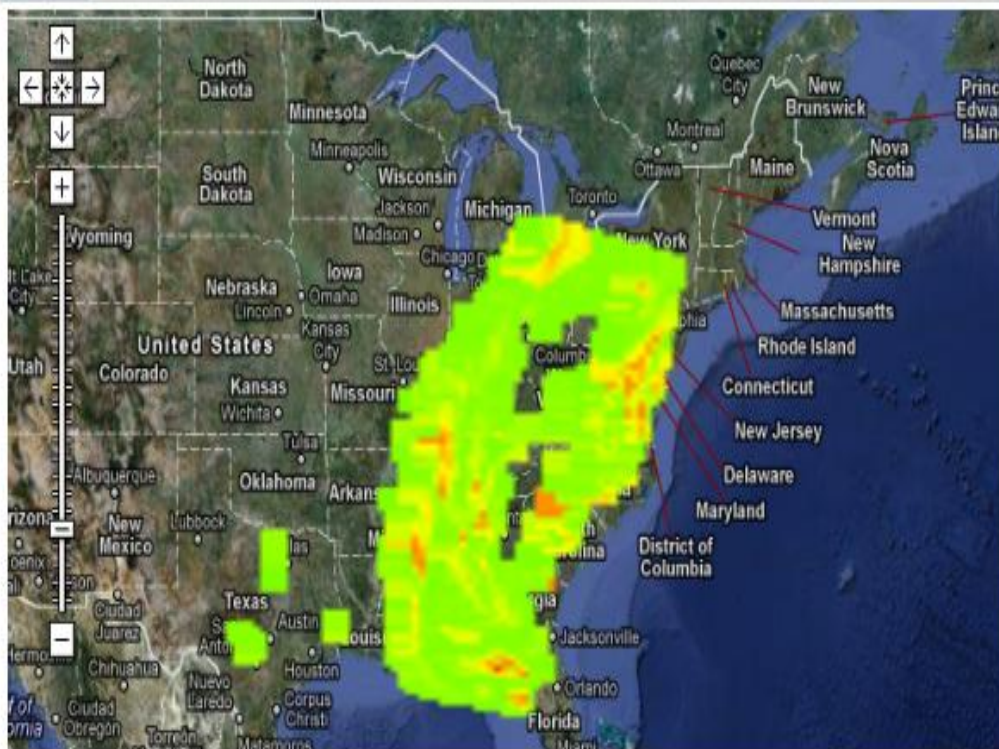 North
Dakota
Minnesota
Minneapolis
South
Dakota
Wisconsin
Jackson
Madison
Michigan
Toronto
Ottawa
Montreal
Quebec
City
New
Brunswick
Maine
Nova
Scotia
Vermont
New
Hampshire
Massachusetts
Rhode Island
Connecticut
New Jersey
Delaware
Maryland
District of
Columbia
New York
Wyoming
Iowa
Omaha
Nebraska
Lincoln
Chicago
Illinois
United States
Kansas
City
Utah
Colorado
Kansas
Wichita
Missouri
Tulsa
Oklahoma
Albuquerque
New
Mexico
Lubbock
Texas
Austin
Houston
Ciudad
Juarez
Chihuahua
Nuevo
Laredo
Corpus
Christi
Ciudad
Obregon
Torreon
Matamoros
Jacksonville
Orlando
Florida